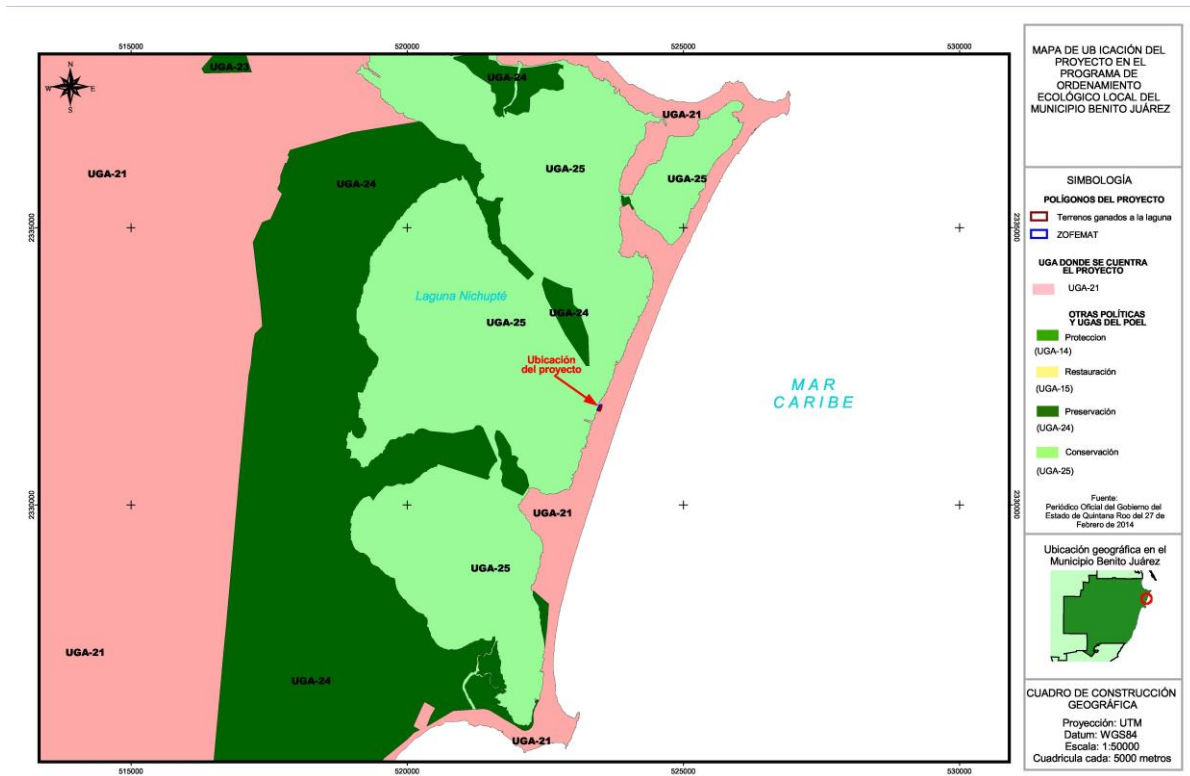 515000
520000
525000
530000
N
W
E
S
UGA-23
UGA-24
UGA-21
UGA-21
UGA-24
UGA-25
UGA-25
2335000
2335000
Laguna Nichupté
UGA-24
UGA-25
Ubicación
del proyecto
MAR
CARIBE
2330000
2330000
UGA-21
UGA-25
UGA-21
UGA-24
UGA-21
515000
520000
525000
530000
MAPA DE UB ICACIÓN DEL
PROYECTO EN EL
PROGRAMA DE
ORDENAMIENTO
ECOLÓGICO LOCAL DEL
MUNICIPIO BENITO JUÁREZ
SIMBOLOGÍA
POLÍGONOS DEL PROYECTO
Terrenos ganados a la laguna
ZOFEMAT
UGA DONDE SE CUENTRA
EL PROYECTO
UGA-21
OTRAS POLÍTICAS
Y UGAS DEL POEL
Proteccion
(UGA-14)
Restauración
(UGA-15)
Preservación
(UGA-24)
Conservación
(UGA-25)
Fuente:
Periódico Oficial del Gobierno del
Estado de Quintana Roo del 27 de
Febrero de 2014
Ubicación geográfica en el
Municipio Benito Juárez
CUADRO DE CONSTRUCCIÓN
GEOGRÁFICA
Proyección: UTM
Datum: WGS84
Escala: 1:50000
Cuadricula cada: 5000 metros